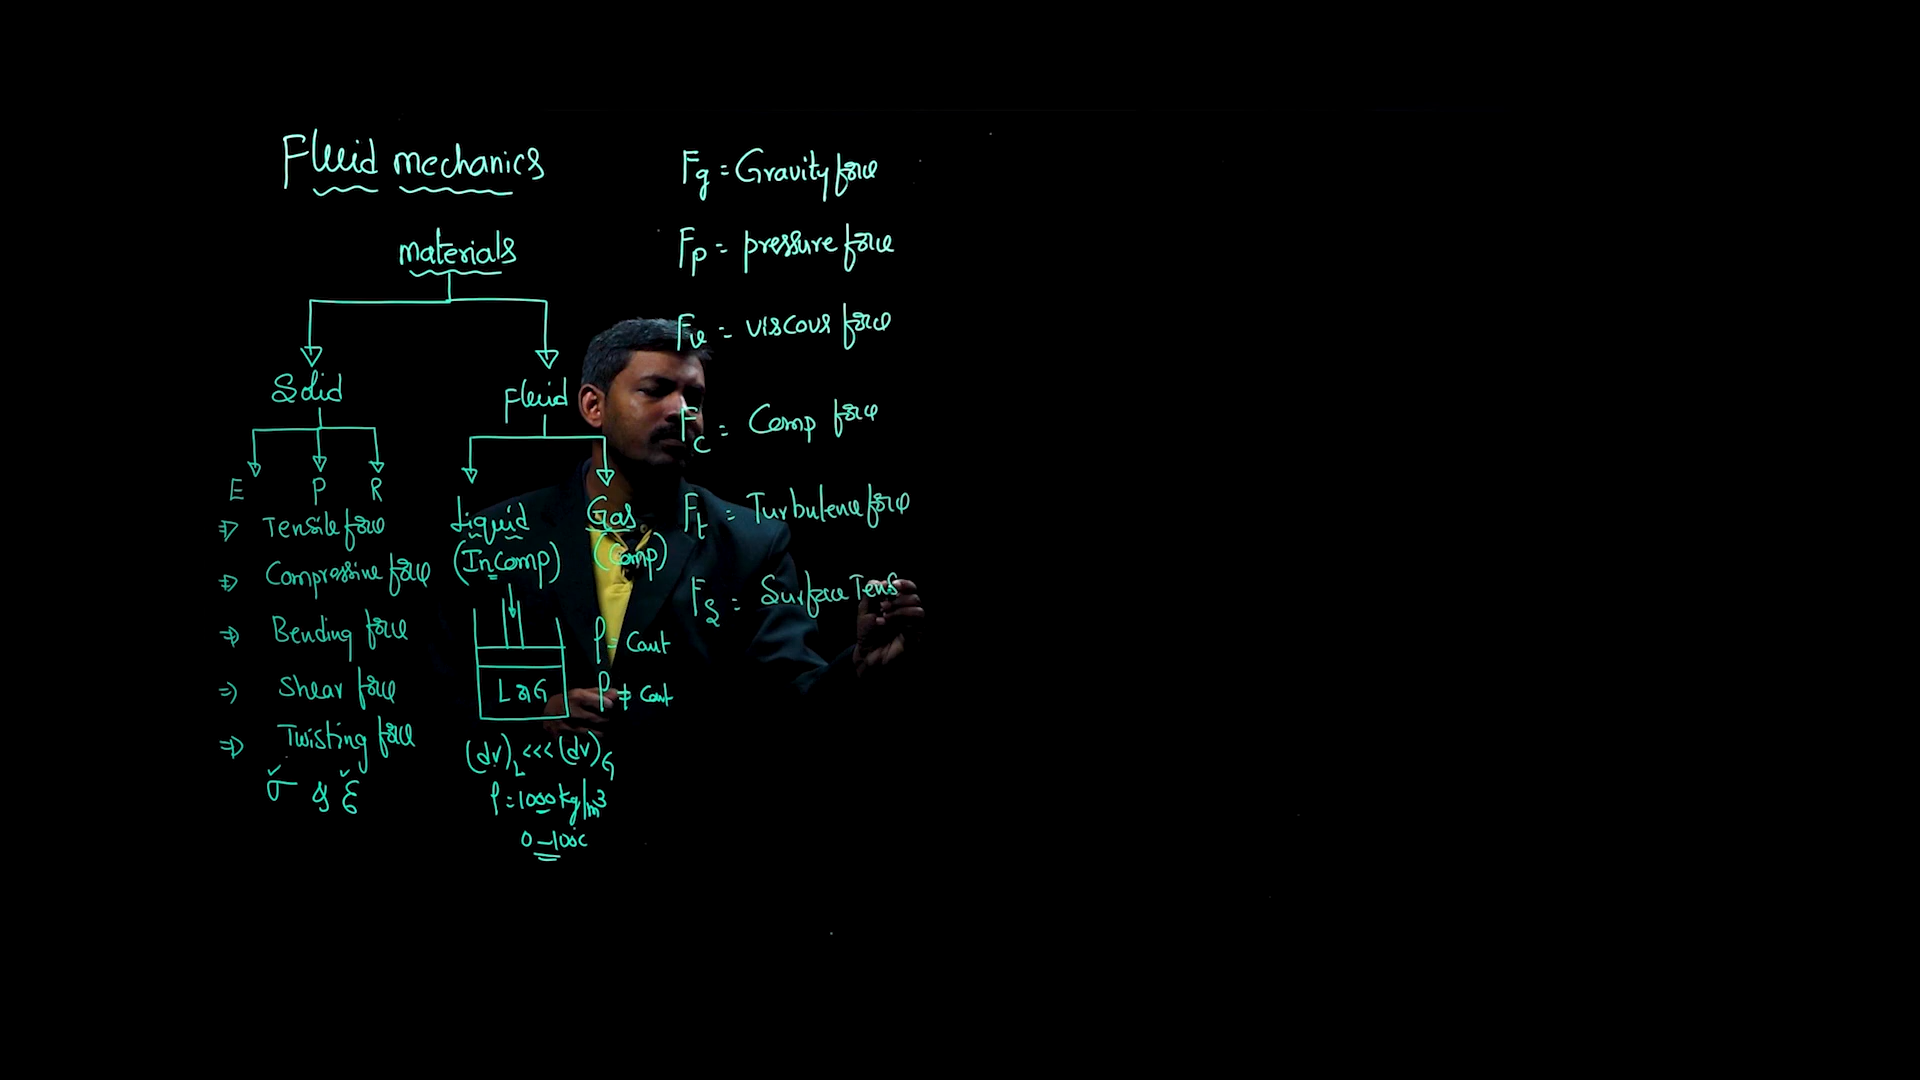 Fluid mechanics
materials
Solid
Fluid
E P R
Liquid
Gas
(Incomp)
(Comp)
⇒ Tensile force
⇒ Compressive force
⇒ Bending force
⇒ Shear force
⇒ Twisting force
σ & ξ
L or G
ρ = Cont
ρ ≠ Cont
(dv)L <<< (dv)G
ρ = 1000 kg/m³
0-100°C
Fg = Gravity force
Fp = pressure force
Fv = viscous force
Fc = Comp force
Ft = Turbulence force
Fs = Surface Tens